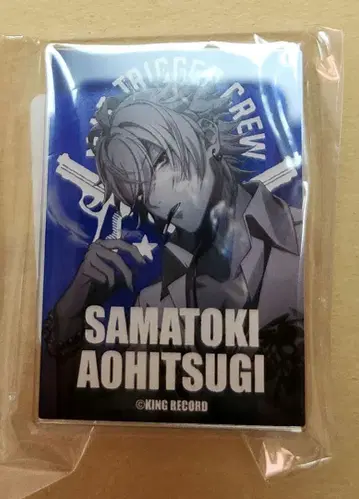 TRIGGER CREW
SAMATOKI
AOHITSUGI
©KING RECORD